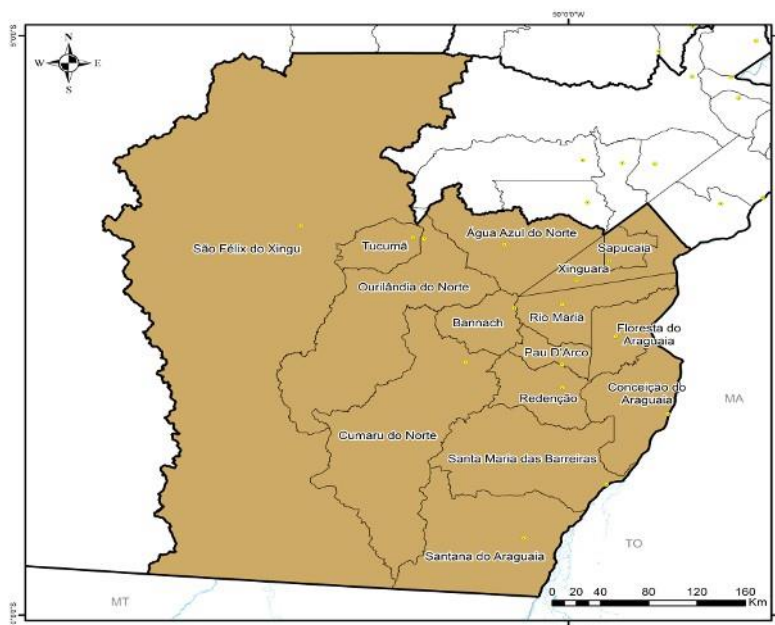 50°0'0"W
N
W E
S
Água Azul do Norte
Sapucaia
São Félix do Xingu
Tucumã
Xinguara
Ourilândia do Norte
Bannach
Rio Maria
Floresta do
Araguaia
Pau D'Arco
Conceição do
Araguaia
Redenção
MA
Cumaru do Norte
Santa Maria das Barreiras
TO
Santana do Araguaia
MT
0 20 40 80 120 160
Km